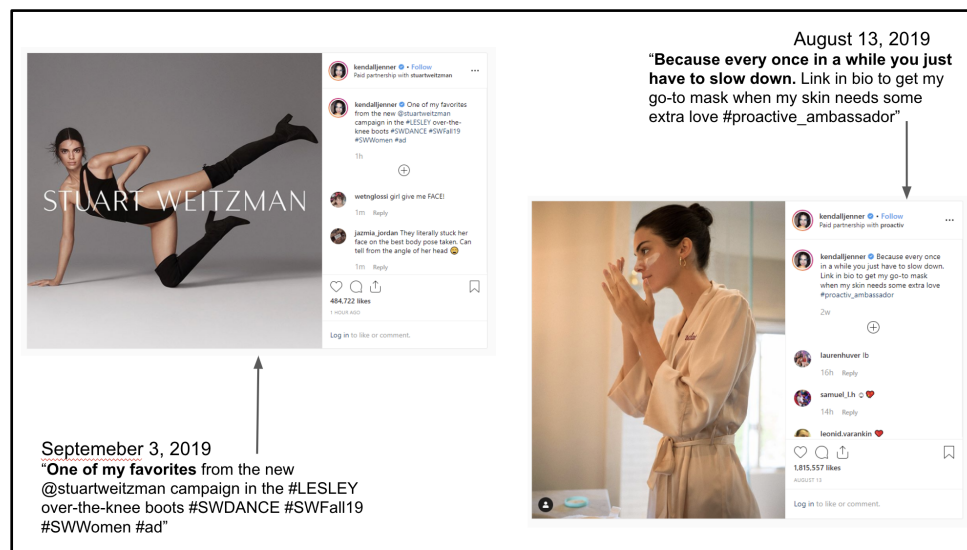 kendalljenner • Follow
Paid partnership with stuartweitzman
kendalljenner One of my favorites
from the new @stuartweitzman
campaign in the #LESLEY over-the-
knee boots #SWDANCE #SWFall19
#SWWomen #ad
1h
wetnglossi girl give me FACE!
1m Reply
jazmia_jordan They literally stuck her
face on the best body pose taken. Can
tell from the angle of her head
1m Reply
484,722 likes
1 HOUR AGO
Log in to like or comment.
STUART WEITZMAN
Septemeber 3, 2019
“One of my favorites from the new
@stuartweitzman campaign in the #LESLEY
over-the-knee boots #SWDANCE #SWFall19
#SWWomen #ad”
August 13, 2019
“Because every once in a while you just
have to slow down. Link in bio to get my
go-to mask when my skin needs some
extra love #proactive_ambassador”
kendalljenner • Follow
Paid partnership with proactiv
kendalljenner Because every once
in a while you just have to slow down.
Link in bio to get my go-to mask
when my skin needs some extra love
#proactiv_ambassador
2w
laurenhuver lb
16h Reply
samuel_l.h
14h Reply
leonid.varankin
1,815,557 likes
AUGUST 13
Log in to like or comment.